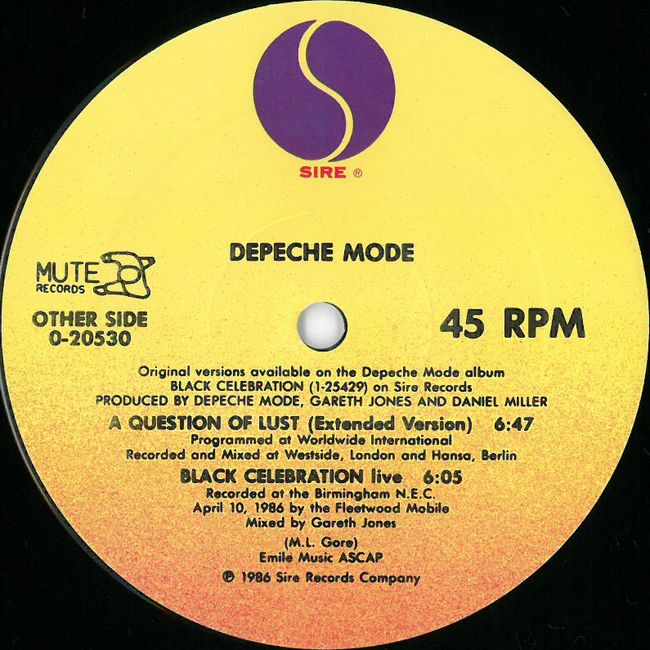 SIRE ®
DEPECHE MODE
MUTE
RECORDS
OTHER SIDE
0-20530
45 RPM
Original versions available on the Depeche Mode album
BLACK CELEBRATION (1-25429) on Sire Records
PRODUCED BY DEPECHE MODE, GARETH JONES AND DANIEL MILLER
A QUESTION OF LUST (Extended Version) 6:47
Programmed at Worldwide International
Recorded and Mixed at Westside, London and Hansa, Berlin
BLACK CELEBRATION live 6:05
Recorded at the Birmingham N.E.C.
April 10, 1986 by the Fleetwood Mobile
Mixed by Gareth Jones
(M.L. Gore)
Emile Music ASCAP
℗ 1986 Sire Records Company